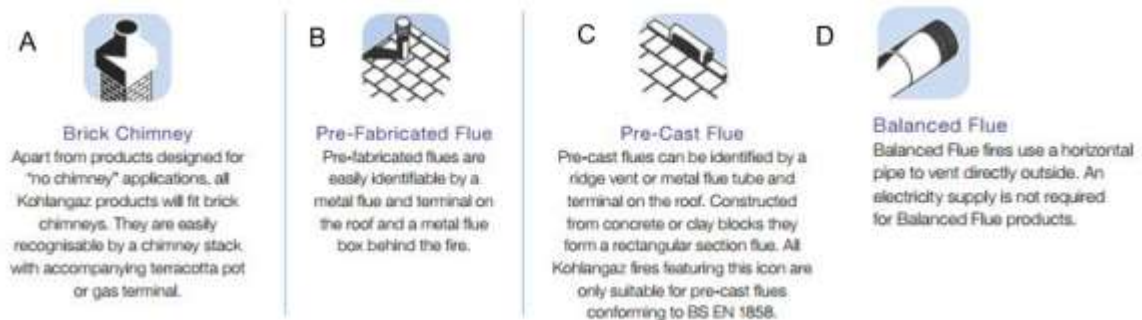 A
Brick Chimney
Apart from products designed for
"no chimney" applications, all
Kohlangaz products will fit brick
chimneys. They are easily
recognisable by a chimney stack
with accompanying terracotta pot
or gas terminal.
B
Pre-Fabricated Flue
Pre-fabricated flues are
easily identifiable by a
metal flue and terminal on
the roof and a metal flue
box behind the fire.
C
Pre-Cast Flue
Pre-cast flues can be identified by a
ridge vent or metal flue tube and
terminal on the roof. Constructed
from concrete or clay blocks they
form a rectangular section flue. All
Kohlangaz fires featuring this icon are
only suitable for pre-cast flues
conforming to BS EN 1858.
D
Balanced Flue
Balanced Flue fires use a horizontal
pipe to vent directly outside. An
electricity supply is not required
for Balanced Flue products.